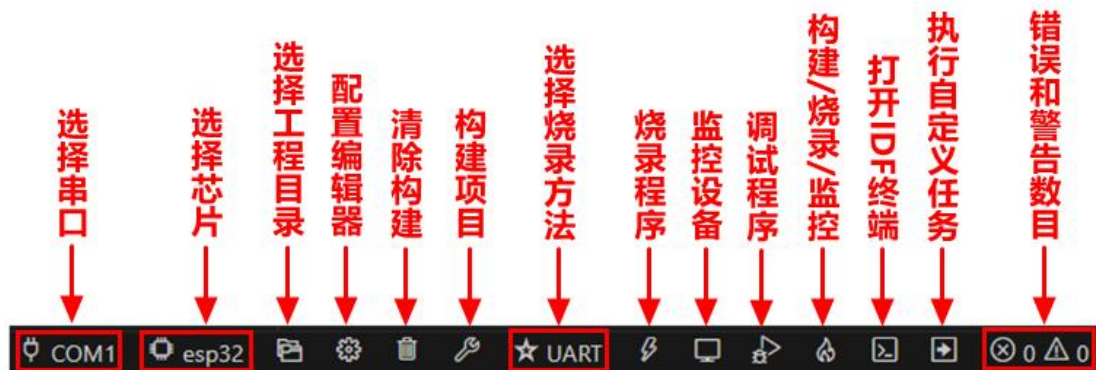 选择串口
选择芯片
选择工程目录
配置编辑器
清除构建
构建项目
选择烧录方法
烧录程序
监控设备
调试程序
构建/烧录/监控
打开IDF终端
执行自定义任务
错误和警告数目
COM1 esp32 UART 0 0